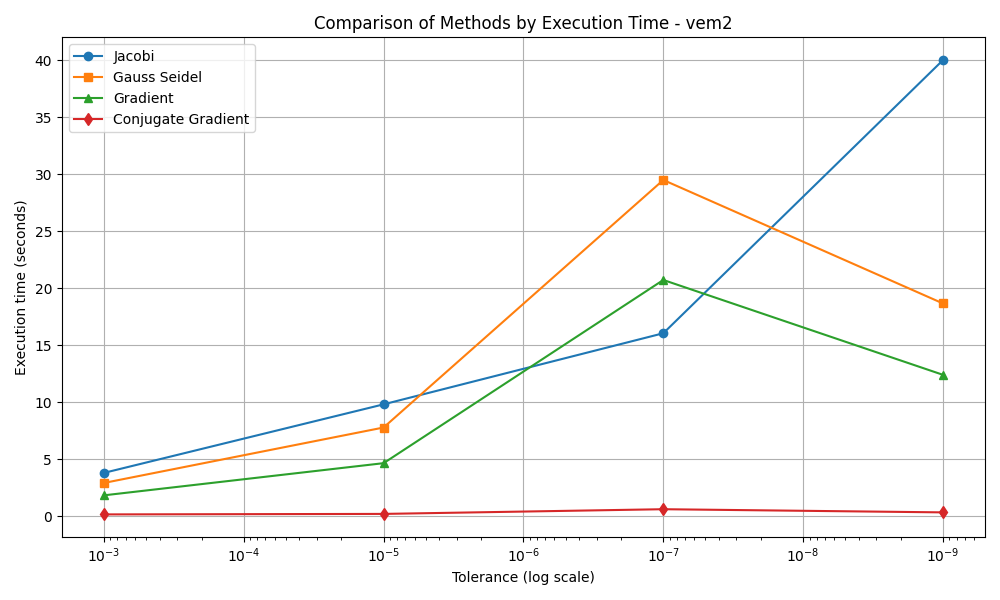 Comparison of Methods by Execution Time - vem2
Jacobi
Gauss Seidel
Gradient
Conjugate Gradient
Execution time (seconds)
40
35
30
25
20
15
10
5
0
10⁻³ 10⁻⁴ 10⁻⁵ 10⁻⁶ 10⁻⁷ 10⁻⁸ 10⁻⁹
Tolerance (log scale)